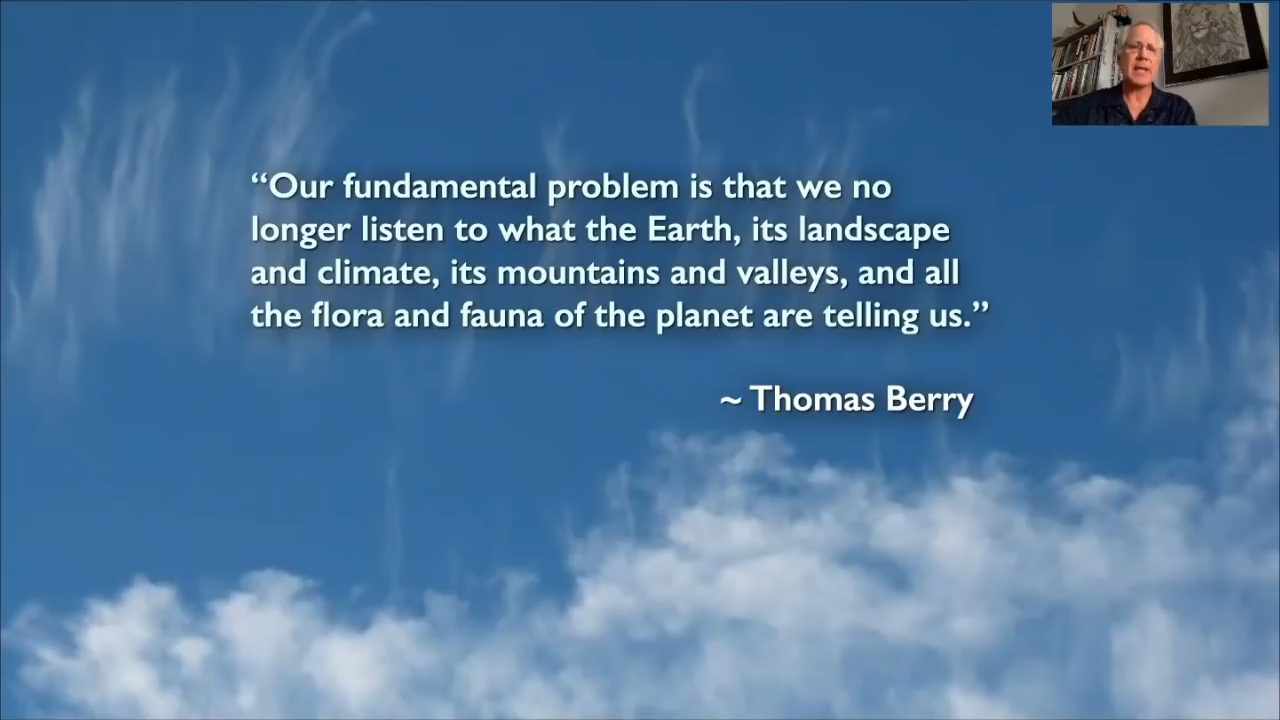 “Our fundamental problem is that we no
longer listen to what the Earth, its landscape
and climate, its mountains and valleys, and all
the flora and fauna of the planet are telling us.”
~ Thomas Berry